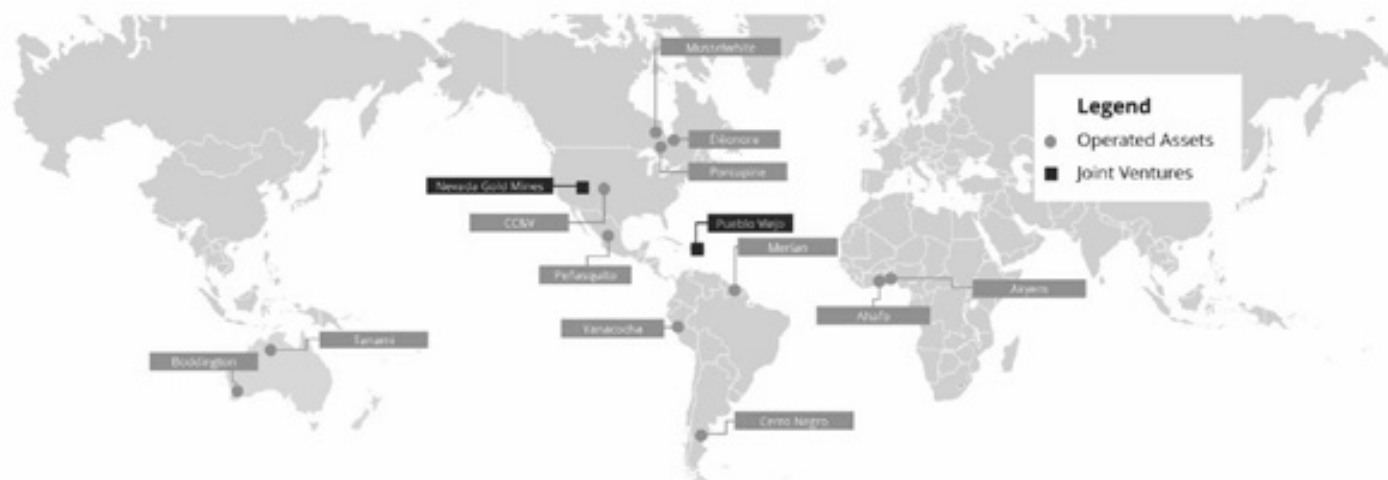 Musselwhite
Legend
Operated Assets
Éléonore
Porcupine
Joint Ventures
Nevada Gold Mines
CC&V
Pueblo Viejo
Merian
Peñasquito
Akyem
Ahafo
Yanacocha
Tanami
Boddington
Cerro Negro